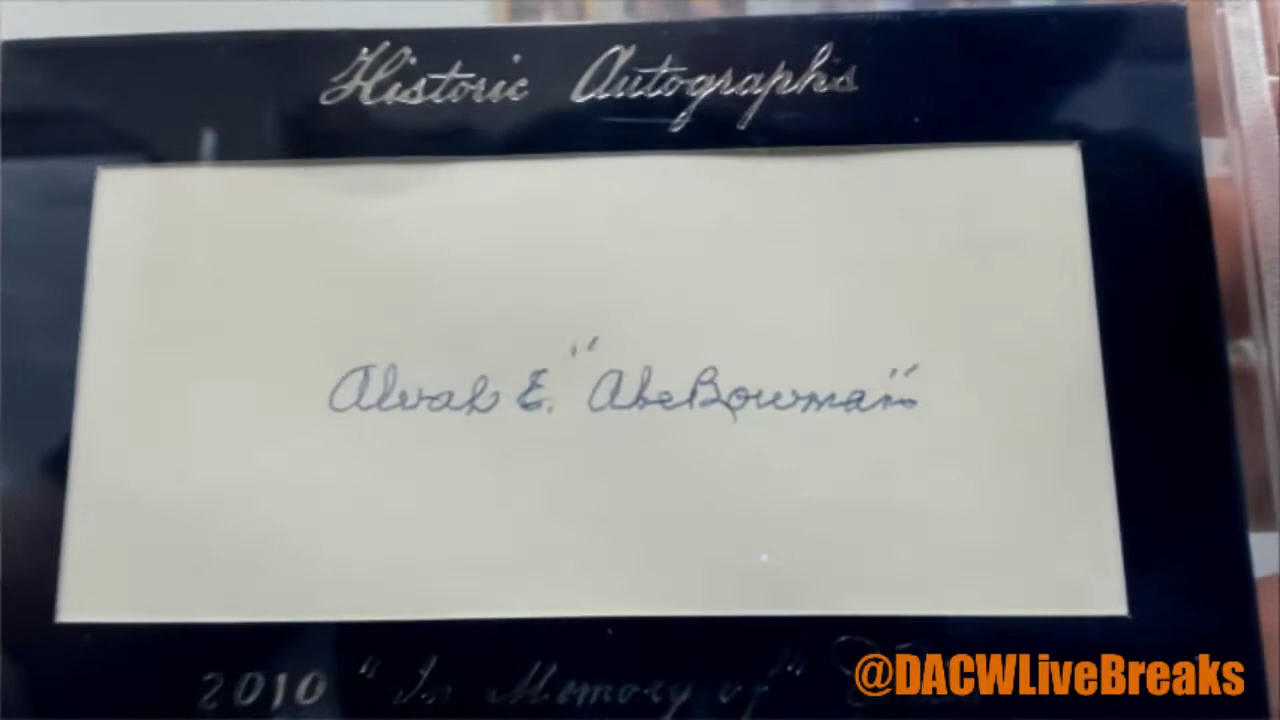 Historic Autographs
Alvah E. "Abe Bowman"
2010 "In Memory of"
@DACWLiveBreaks